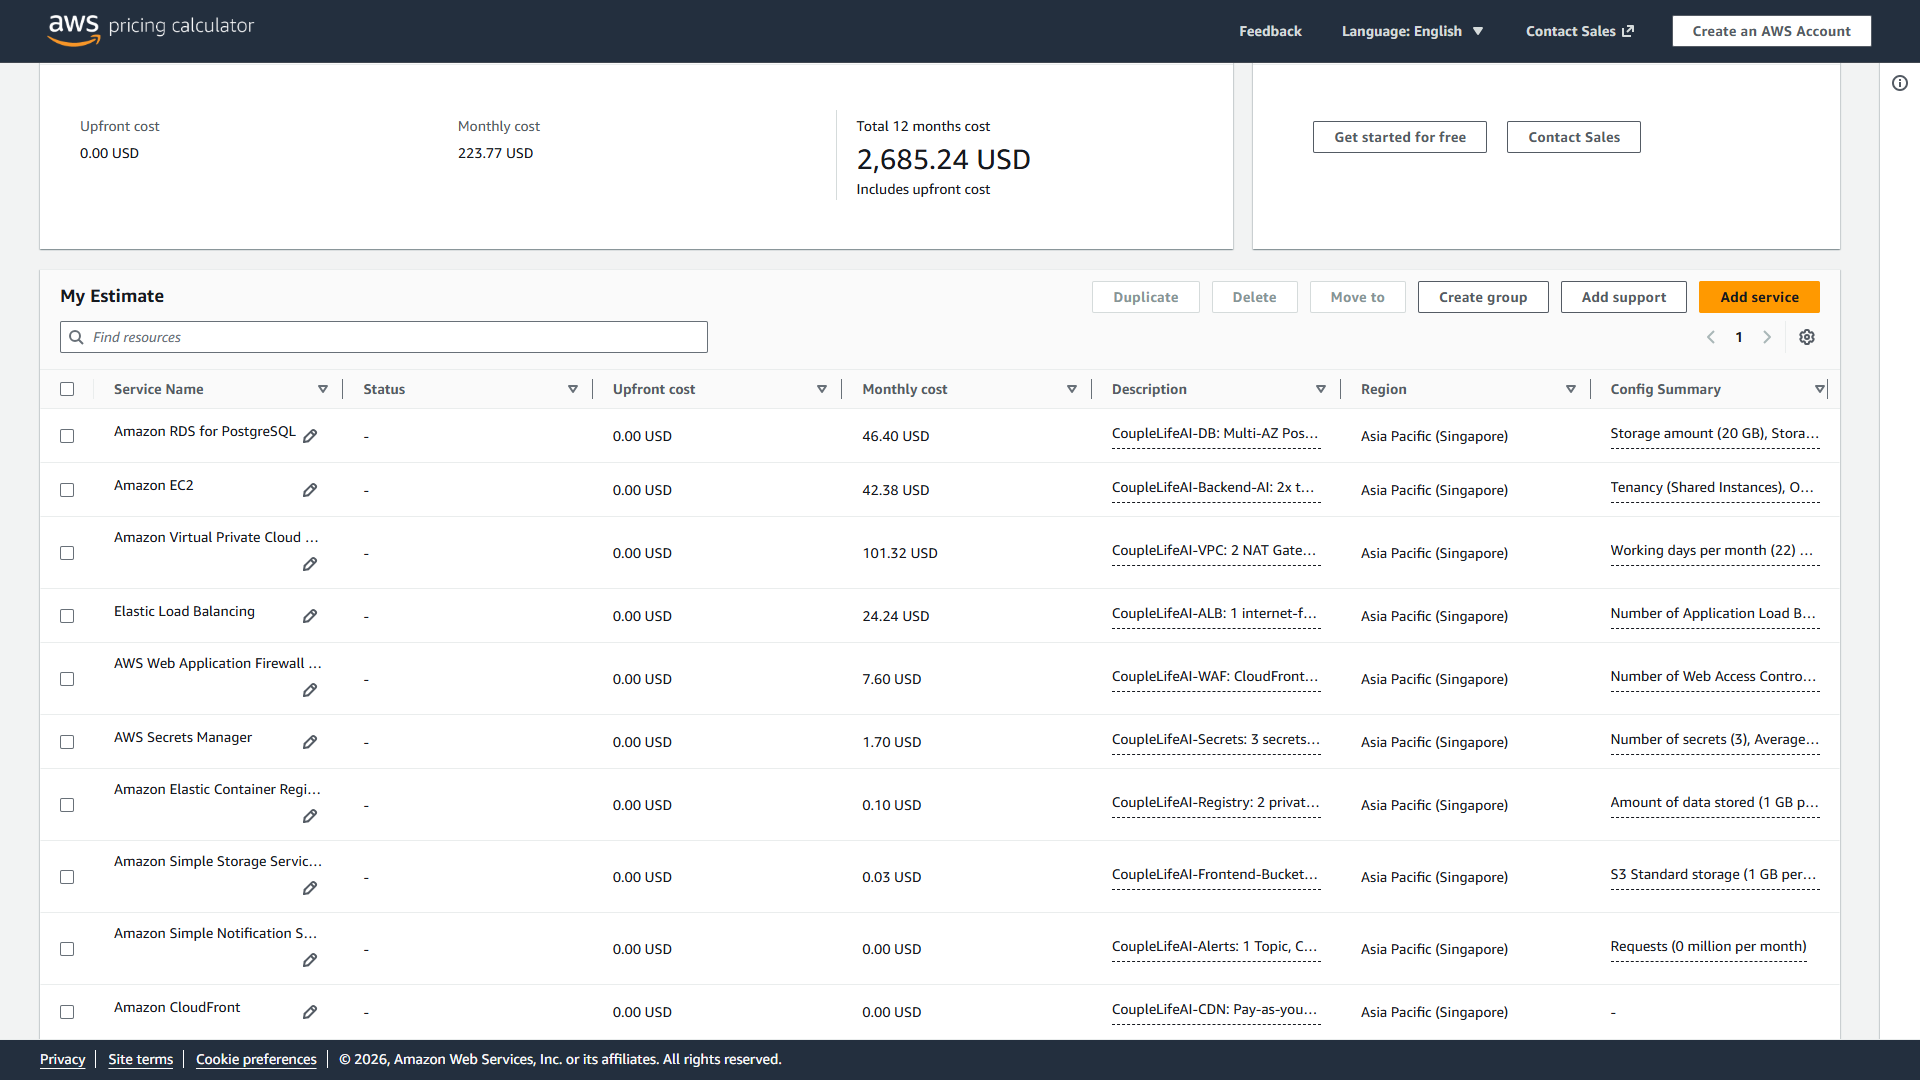 aws pricing calculator
Feedback
Language: English
Contact Sales
Create an AWS Account
Upfront cost
0.00 USD
Monthly cost
223.77 USD
Total 12 months cost
2,685.24 USD
Includes upfront cost
Get started for free
Contact Sales
My Estimate
Duplicate
Delete
Move to
Create group
Add support
Add service
Find resources
1
Service Name Status Upfront cost Monthly cost Description Region Config Summary
Amazon RDS for PostgreSQL - 0.00 USD 46.40 USD CoupleLifeAI-DB: Multi-AZ Pos... Asia Pacific (Singapore) Storage amount (20 GB), Stora...
Amazon EC2 - 0.00 USD 42.38 USD CoupleLifeAI-Backend-AI: 2x t... Asia Pacific (Singapore) Tenancy (Shared Instances), O...
Amazon Virtual Private Cloud ... - 0.00 USD 101.32 USD CoupleLifeAI-VPC: 2 NAT Gate... Asia Pacific (Singapore) Working days per month (22) ...
Elastic Load Balancing - 0.00 USD 24.24 USD CoupleLifeAI-ALB: 1 internet-f... Asia Pacific (Singapore) Number of Application Load B...
AWS Web Application Firewall ... - 0.00 USD 7.60 USD CoupleLifeAI-WAF: CloudFront... Asia Pacific (Singapore) Number of Web Access Contro...
AWS Secrets Manager - 0.00 USD 1.70 USD CoupleLifeAI-Secrets: 3 secrets... Asia Pacific (Singapore) Number of secrets (3), Average...
Amazon Elastic Container Regi... - 0.00 USD 0.10 USD CoupleLifeAI-Registry: 2 privat... Asia Pacific (Singapore) Amount of data stored (1 GB p...
Amazon Simple Storage Servic... - 0.00 USD 0.03 USD CoupleLifeAI-Frontend-Bucket... Asia Pacific (Singapore) S3 Standard storage (1 GB per...
Amazon Simple Notification S... - 0.00 USD 0.00 USD CoupleLifeAI-Alerts: 1 Topic, C... Asia Pacific (Singapore) Requests (0 million per month)
Amazon CloudFront - 0.00 USD 0.00 USD CoupleLifeAI-CDN: Pay-as-you... Asia Pacific (Singapore) -
Privacy | Site terms | Cookie preferences | © 2026, Amazon Web Services, Inc. or its affiliates. All rights reserved.